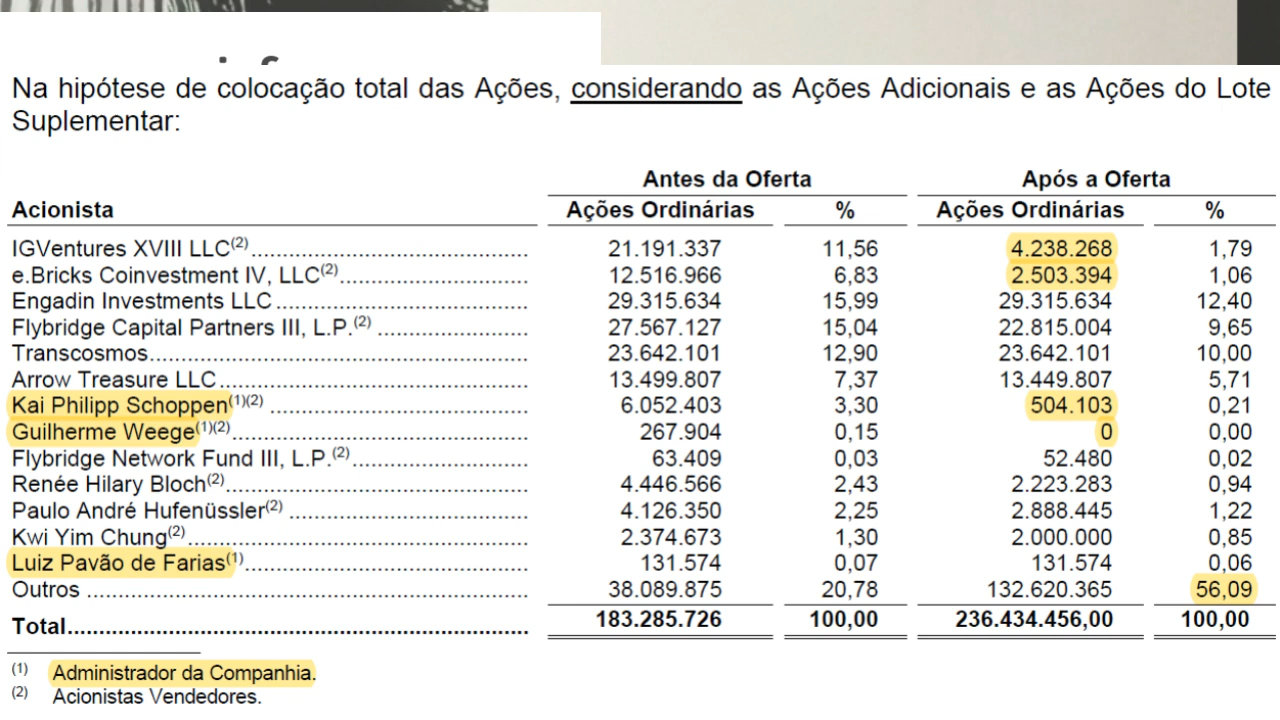 Na hipótese de colocação total das Ações, considerando as Ações Adicionais e as Ações do Lote
Suplementar:
Antes da Oferta Após a Oferta
Acionista Ações Ordinárias % Ações Ordinárias %
IGVentures XVIII LLC(2) 21.191.337 11,56 4.238.268 1,79
e.Bricks Coinvestment IV, LLC(2) 12.516.966 6,83 2.503.394 1,06
Engadin Investments LLC 29.315.634 15,99 29.315.634 12,40
Flybridge Capital Partners III, L.P.(2) 27.567.127 15,04 22.815.004 9,65
Transcosmos 23.642.101 12,90 23.642.101 10,00
Arrow Treasure LLC 13.499.807 7,37 13.449.807 5,71
Kai Philipp Schoppen(1)(2) 6.052.403 3,30 504.103 0,21
Guilherme Weege(1)(2) 267.904 0,15 0 0,00
Flybridge Network Fund III, L.P.(2) 63.409 0,03 52.480 0,02
Renée Hilary Bloch(2) 4.446.566 2,43 2.223.283 0,94
Paulo André Hufenüssler(2) 4.126.350 2,25 2.888.445 1,22
Kwi Yim Chung(2) 2.374.673 1,30 2.000.000 0,85
Luiz Pavão de Farias(1) 131.574 0,07 131.574 0,06
Outros 38.089.875 20,78 132.620.365 56,09
Total 183.285.726 100,00 236.434.456,00 100,00
(1) Administrador da Companhia.
(2) Acionistas Vendedores.